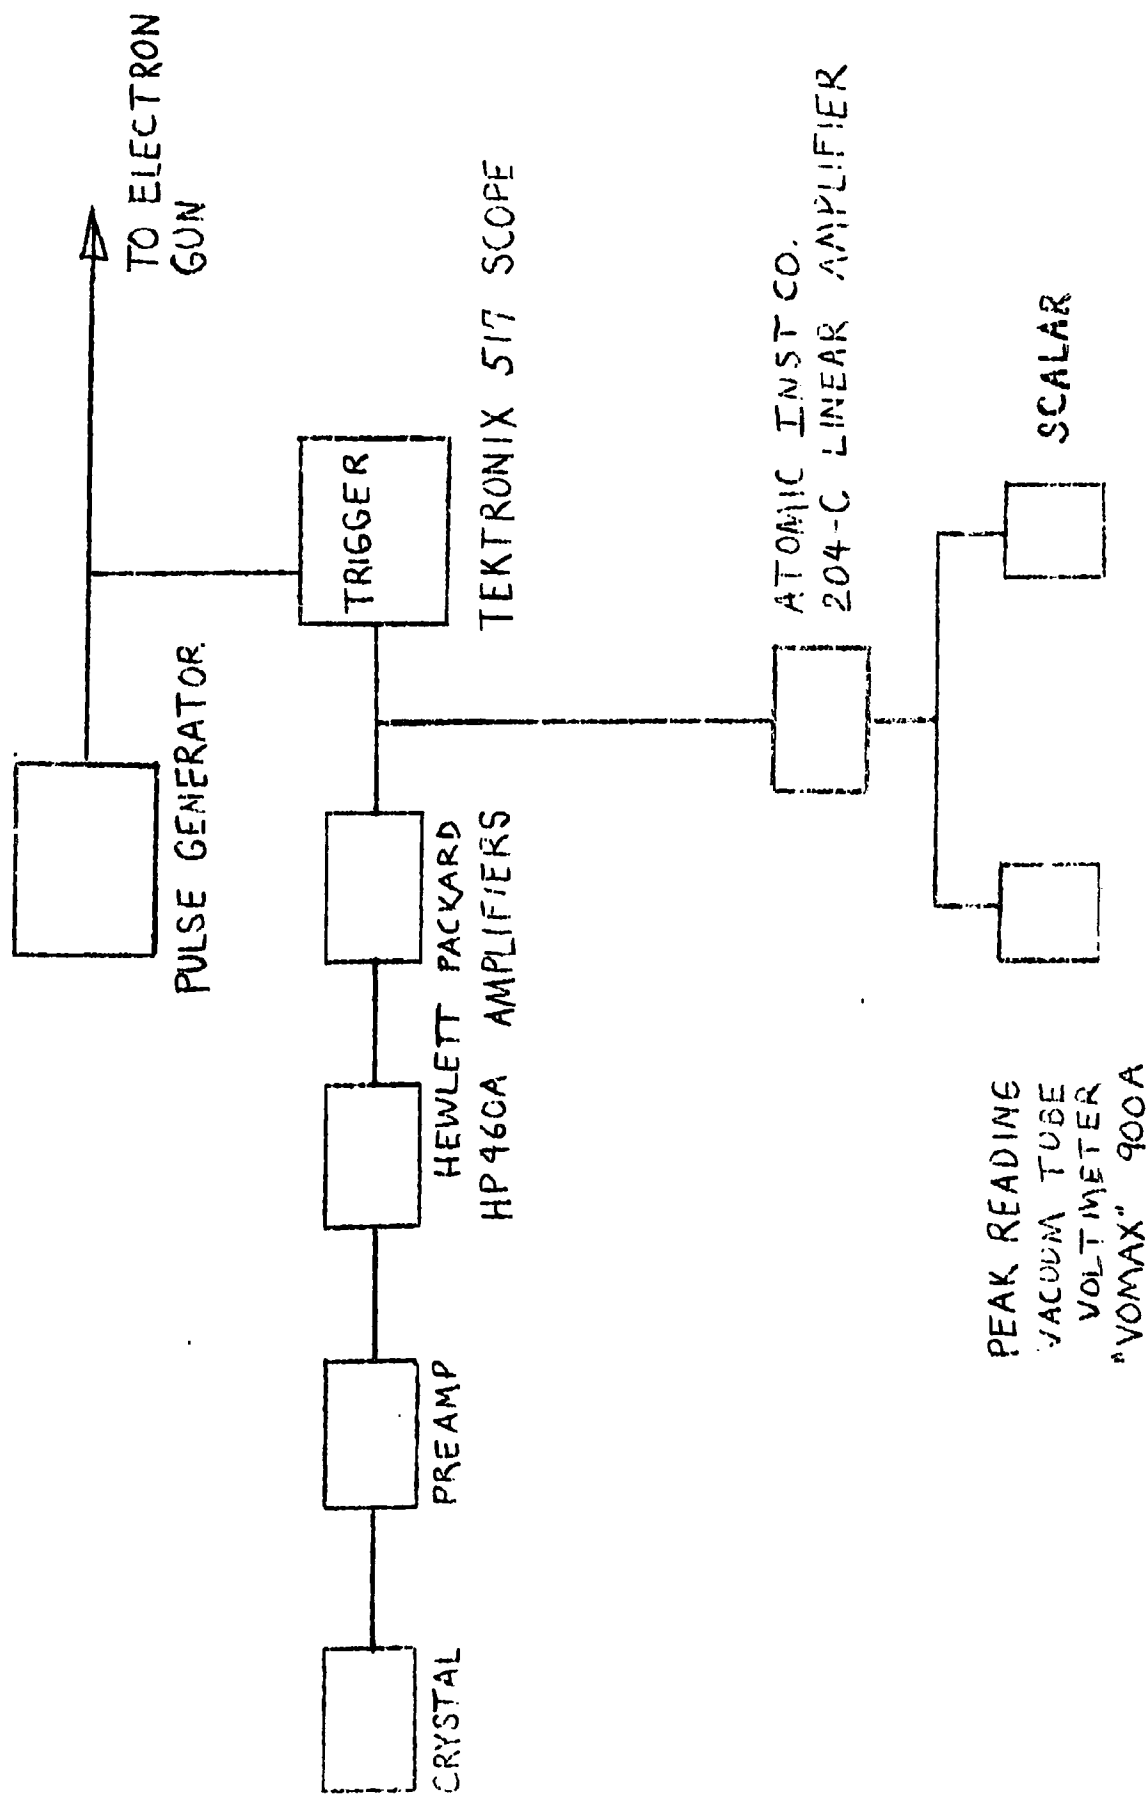 TO ELECTRON
GUN
PULSE GENERATOR
TRIGGER
TEKTRONIX 517 SCOPE
CRYSTAL
PREAMP
HEWLETT PACKARD
HP460A AMPLIFIERS
ATOMIC INST CO.
204-C LINEAR AMPLIFIER
PEAK READING
VACUUM TUBE
VOLTMETER
"VOMAX" 900A
SCALAR